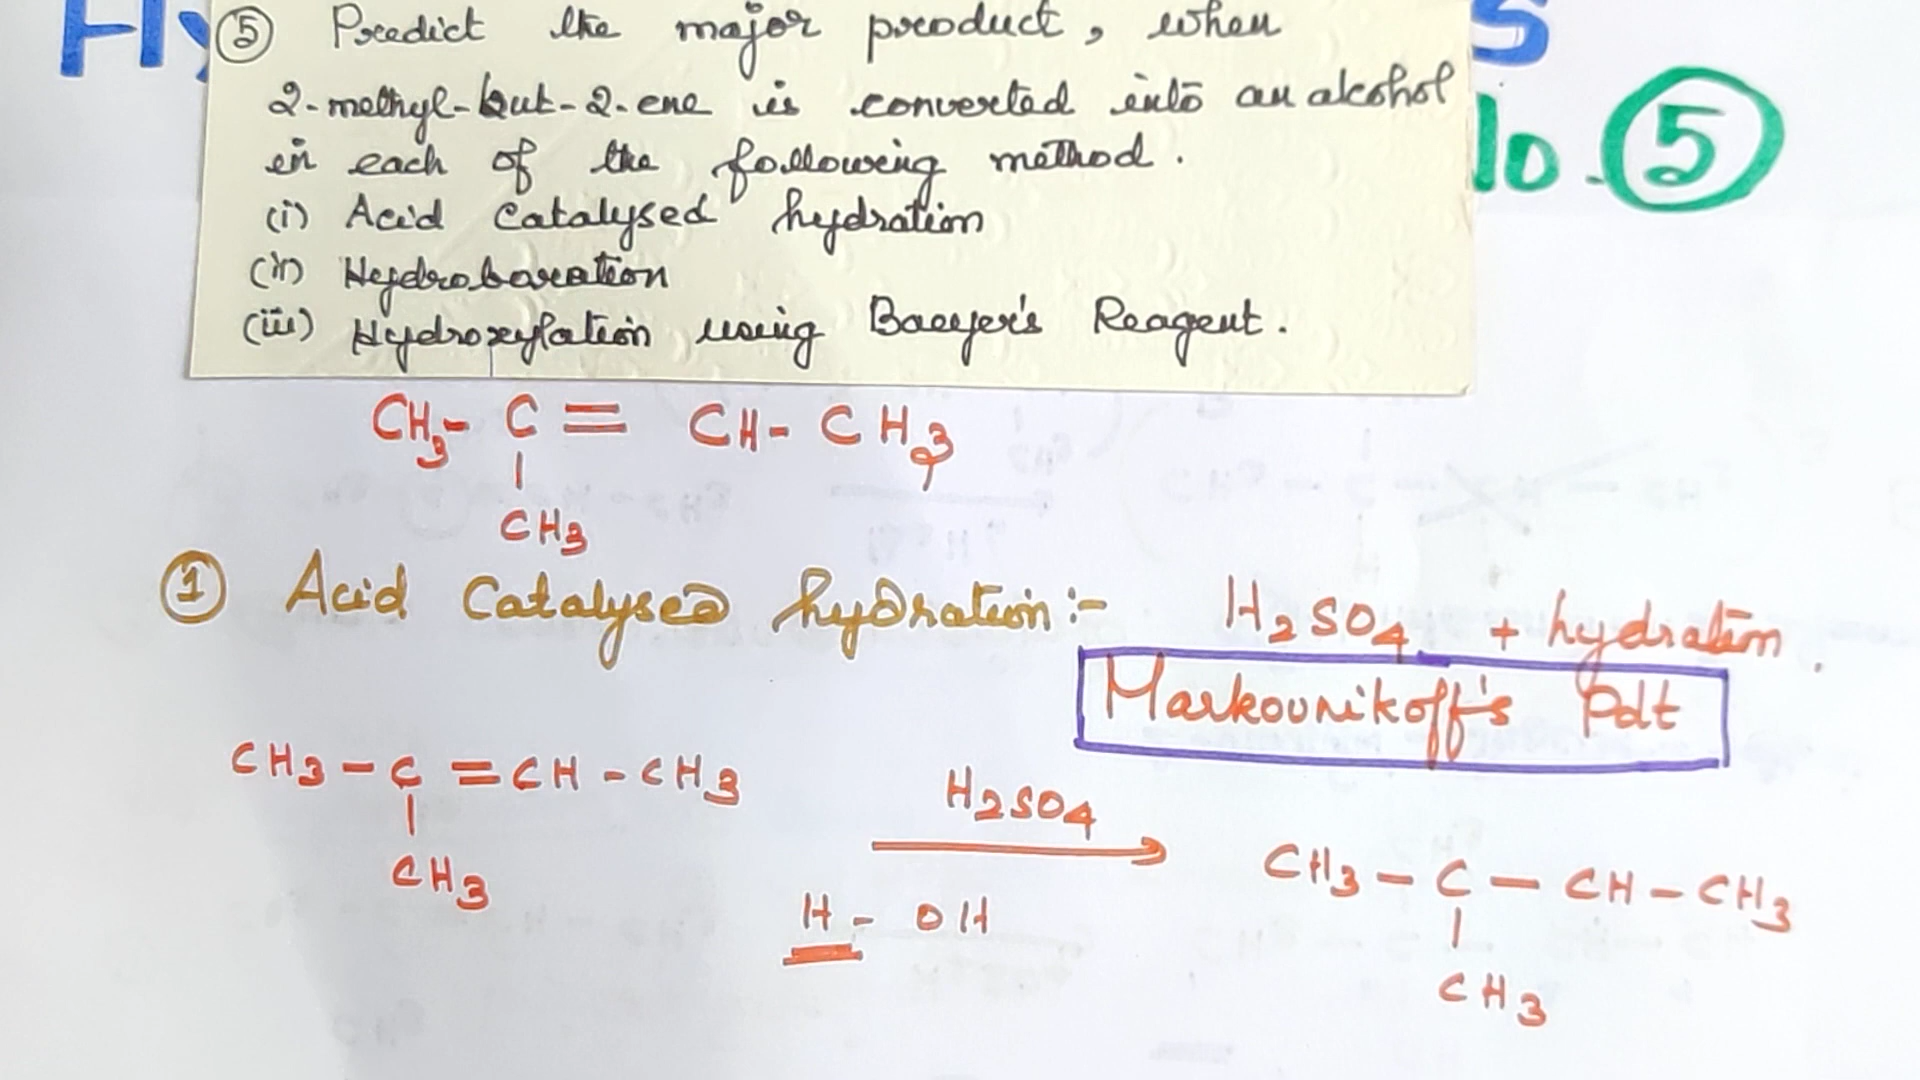 ⑤ Predict the major product, when
2-methyl-but-2-ene is converted into an alcohol
in each of the following method.
(i) Acid Catalysed hydration
(ii) Hydroboration
(iii) Hydroxylation using Baeyer's Reagent.
⑤
CH3 - C = CH - CH3
|
CH3
① Acid Catalysed hydration :- H2SO4 + hydration.
Markovnikoff's Pdt
CH3 - C = CH - CH3
|
CH3
H2SO4
H - OH
CH3 - C - CH - CH3
|
CH3